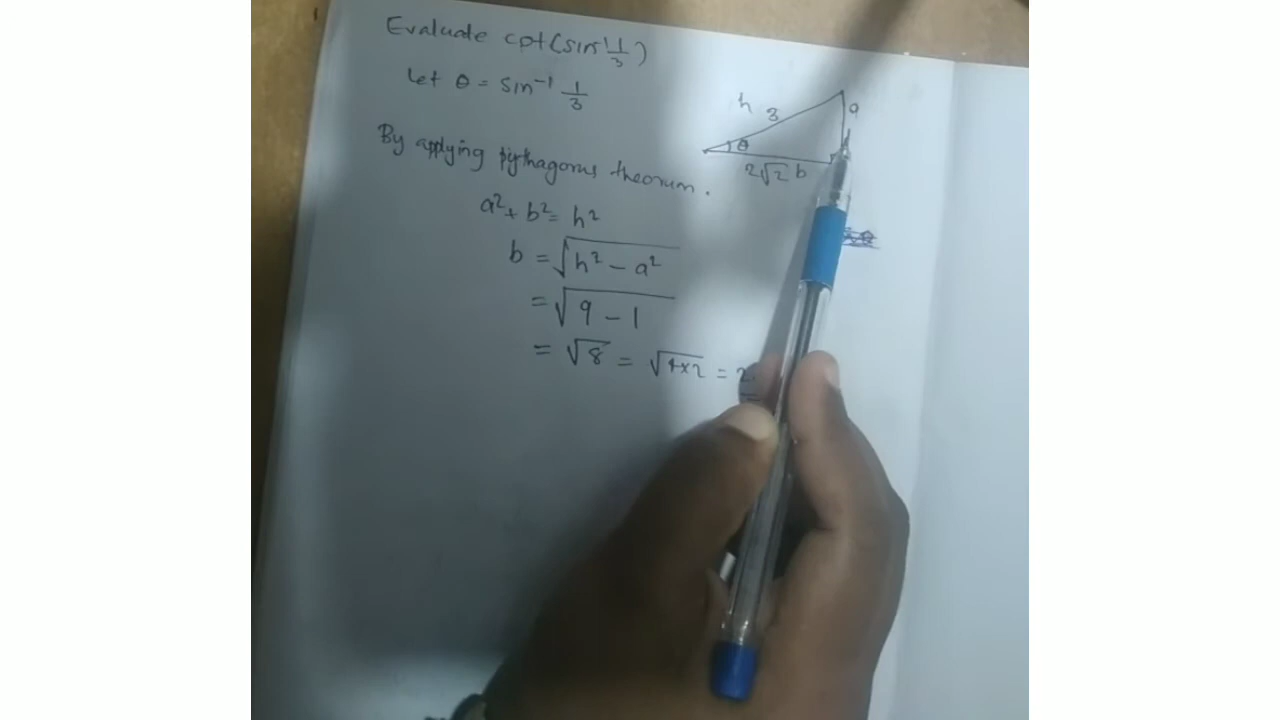 Evaluate cot(sin⁻¹ 1/3)
Let θ = sin⁻¹ 1/3
h 3 a
θ
2√2 b
By applying pythagorus theorum.
a² + b² = h²
b = √h² - a²
= √9 - 1
= √8 = √4×2 = 2